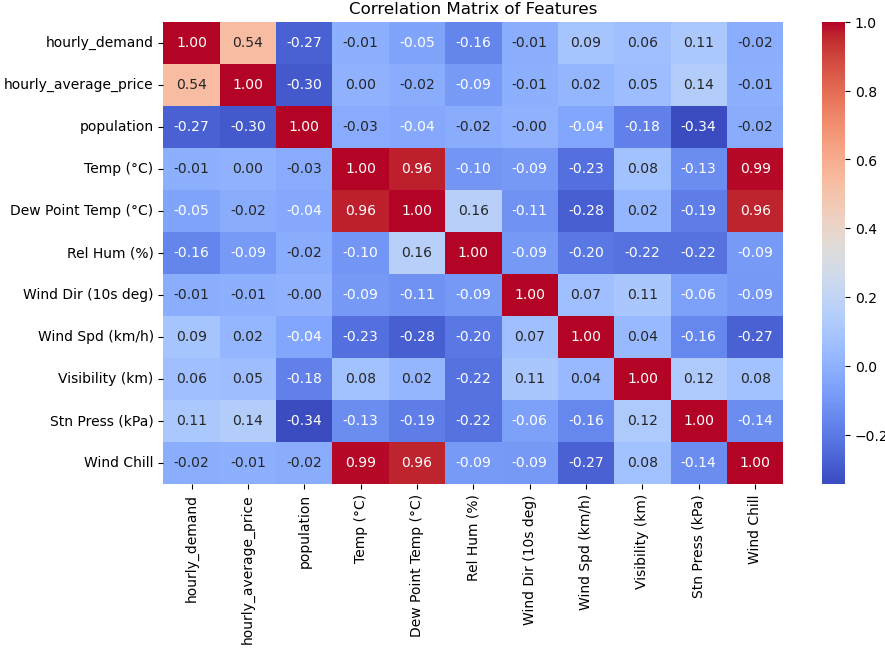 Correlation Matrix of Features
hourly_demand 1.00 0.54 -0.27 -0.01 -0.05 -0.16 -0.01 0.09 0.06 0.11 -0.02
hourly_average_price 0.54 1.00 -0.30 0.00 -0.02 -0.09 -0.01 0.02 0.05 0.14 -0.01
population -0.27 -0.30 1.00 -0.03 -0.04 -0.02 -0.00 -0.04 -0.18 -0.34 -0.02
Temp (°C) -0.01 0.00 -0.03 1.00 0.96 -0.10 -0.09 -0.23 0.08 -0.13 0.99
Dew Point Temp (°C) -0.05 -0.02 -0.04 0.96 1.00 0.16 -0.11 -0.28 0.02 -0.19 0.96
Rel Hum (%) -0.16 -0.09 -0.02 -0.10 0.16 1.00 -0.09 -0.20 -0.22 -0.22 -0.09
Wind Dir (10s deg) -0.01 -0.01 -0.00 -0.09 -0.11 -0.09 1.00 0.07 0.11 -0.06 -0.09
Wind Spd (km/h) 0.09 0.02 -0.04 -0.23 -0.28 -0.20 0.07 1.00 0.04 -0.16 -0.27
Visibility (km) 0.06 0.05 -0.18 0.08 0.02 -0.22 0.11 0.04 1.00 0.12 0.08
Stn Press (kPa) 0.11 0.14 -0.34 -0.13 -0.19 -0.22 -0.06 -0.16 0.12 1.00 -0.14
Wind Chill -0.02 -0.01 -0.02 0.99 0.96 -0.09 -0.09 -0.27 0.08 -0.14 1.00
hourly_demand
hourly_average_price
population
Temp (°C)
Dew Point Temp (°C)
Rel Hum (%)
Wind Dir (10s deg)
Wind Spd (km/h)
Visibility (km)
Stn Press (kPa)
Wind Chill
1.0
0.8
0.6
0.4
0.2
0.0
−0.2